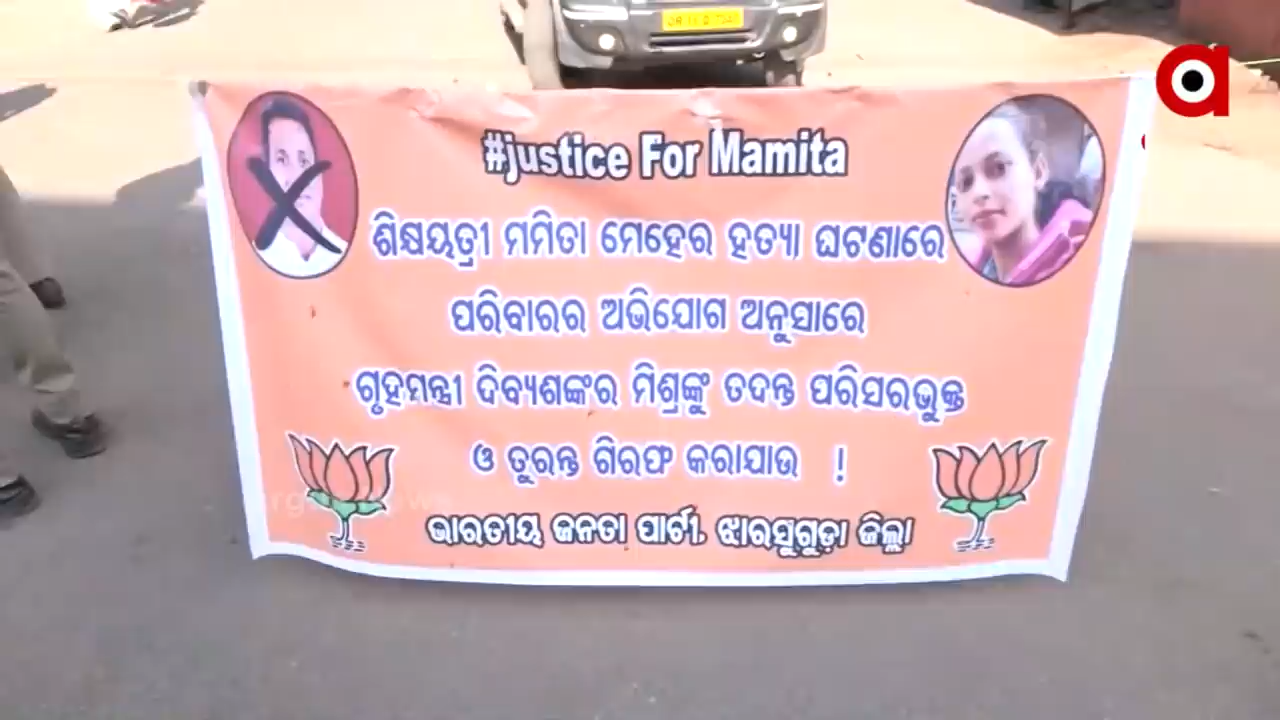 #justice For Mamita
ଶିକ୍ଷୟତ୍ରୀ ମମିତା ମେହେର ହତ୍ୟା ଘଟଣାରେ
ପରିବାରର ଅଭିଯୋଗ ଅନୁସାରେ
ଗୃହମନ୍ତ୍ରୀ ଦିବ୍ୟଶଙ୍କର ମିଶ୍ରଙ୍କୁ ତଦନ୍ତ ପରିସରଭୁକ୍ତ
ଓ ତୁରନ୍ତ ଗିରଫ କରାଯାଉ !
ଭାରତୀୟ ଜନତା ପାର୍ଟୀ, ଝାରସୁଗୁଡ଼ା ଜିଲ୍ଲା